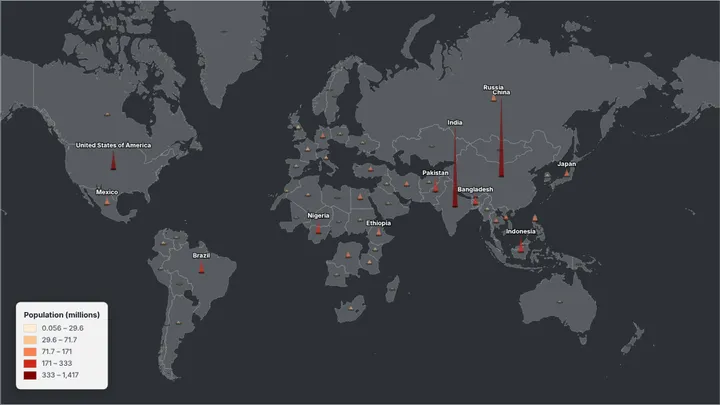 Russia
China
India
United States of America
Japan
Pakistan
Bangladesh
Mexico
Nigeria
Ethiopia
Indonesia
Brazil
Population (millions)
0.056 – 29.6
29.6 – 71.7
71.7 – 171
171 – 333
333 – 1,417